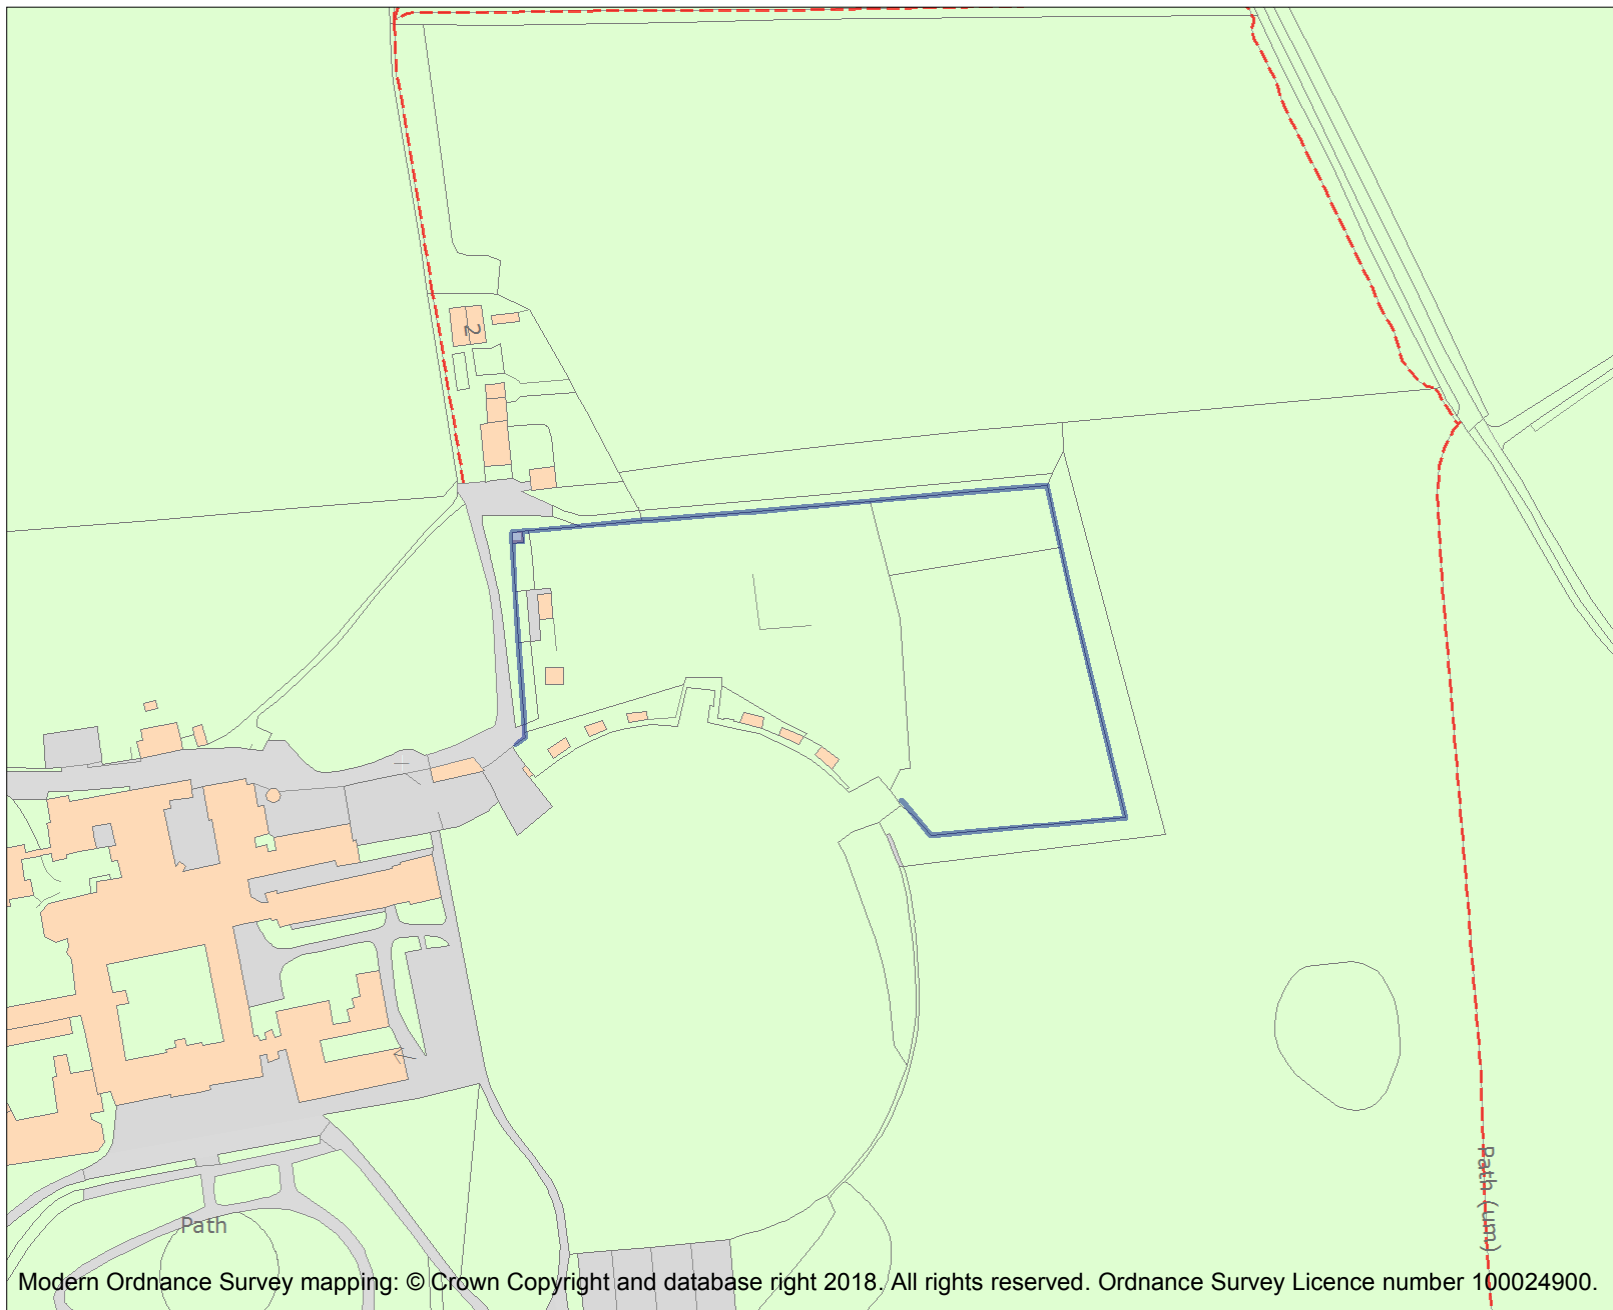 2
Path
Path (um)
Modern Ordnance Survey mapping: © Crown Copyright and database right 2018. All rights reserved. Ordnance Survey Licence number 100024900.